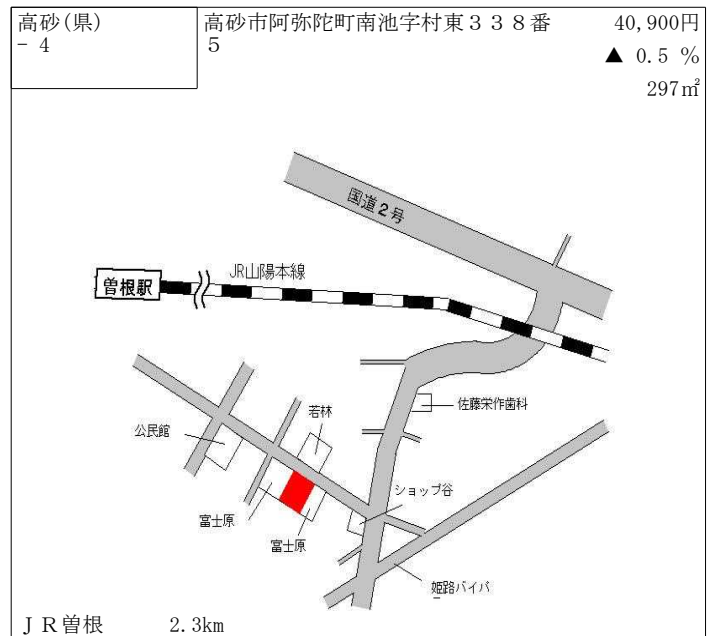 高砂(県)
- 4
高砂市阿弥陀町南池字村東３３８番
5
40,900円
▲ 0.5 %
297㎡
国道２号
JR山陽本線
曽根駅
佐藤栄作歯科
若林
公民館
ショップ谷
富士原
富士原
姫路バイパ
ＪＲ曽根 2.3km